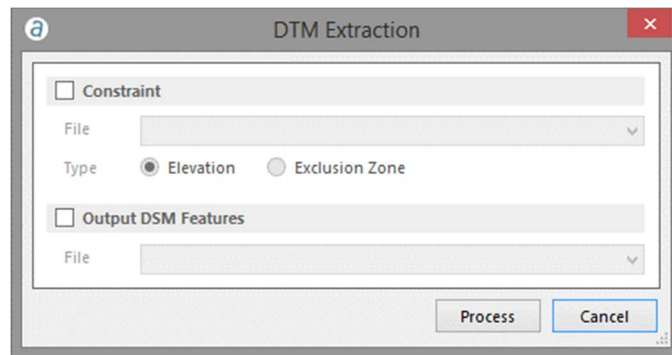 a DTM Extraction
Constraint
File
Type Elevation Exclusion Zone
Output DSM Features
File
Process Cancel